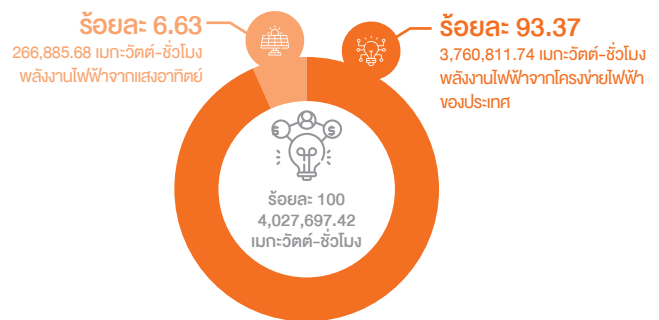 ร้อยละ 6.63
266,885.68 เมกะวัตต์-ชั่วโมง
พลังงานไฟฟ้าจากแสงอาทิตย์
ร้อยละ 93.37
3,760,811.74 เมกะวัตต์-ชั่วโมง
พลังงานไฟฟ้าจากโครงข่ายไฟฟ้า
ของประเทศ
$ $
ร้อยละ 100
4,027,697.42
เมกะวัตต์-ชั่วโมง